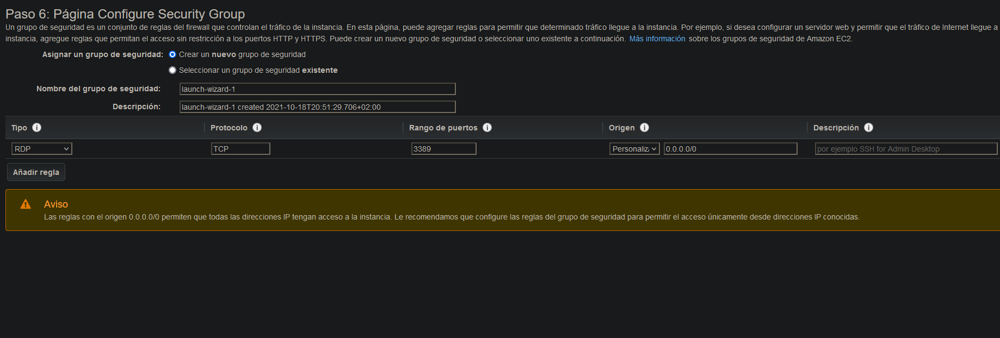 Paso 6: Página Configure Security Group
Un grupo de seguridad es un conjunto de reglas del firewall que controlan el tráfico de la instancia. En esta página, puede agregar reglas para permitir que determinado tráfico llegue a la instancia. Por ejemplo, si desea configurar un servidor web y permitir que el tráfico de Internet llegue a
instancia, agregue reglas que permitan el acceso sin restricción a los puertos HTTP y HTTPS. Puede crear un nuevo grupo de seguridad o seleccionar uno existente a continuación. Más información sobre los grupos de seguridad de Amazon EC2.
Asignar un grupo de seguridad: Crear un nuevo grupo de seguridad
Seleccionar un grupo de seguridad existente
Nombre del grupo de seguridad: launch-wizard-1
Descripción: launch-wizard-1 created 2021-10-18T20:51:29.706+02:00
Tipo i Protocolo i Rango de puertos i Origen i Descripción i
RDP TCP 3389 Personaliz 0.0.0.0/0 por ejemplo SSH for Admin Desktop
Añadir regla
Aviso
Las reglas con el origen 0.0.0.0/0 permiten que todas las direcciones IP tengan acceso a la instancia. Le recomendamos que configure las reglas del grupo de seguridad para permitir el acceso únicamente desde direcciones IP conocidas.